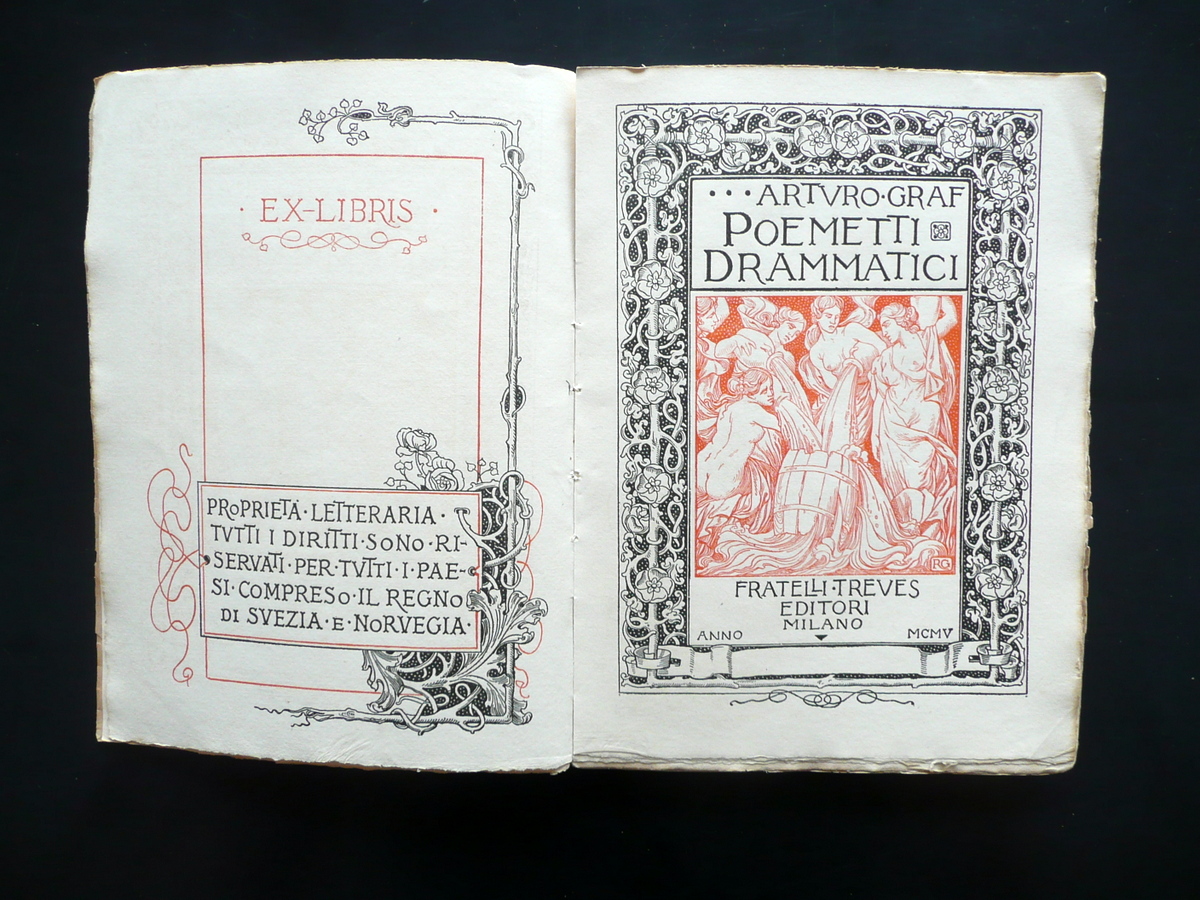 · EX-LIBRIS ·
PROPRIETÀ · LETTERARIA ·
TVTTI I DIRITTI · SONO · RI-
SERVATI · PER · TVTTI · I · PAE-
SI · COMPRESO · IL REGNO
DI SVEZIA · E · NORVEGIA ·
··· ARTVRO · GRAF
POEMETTI
DRAMMATICI
RG
FRATELLI · TREVES
EDITORI
MILANO
ANNO MCMV